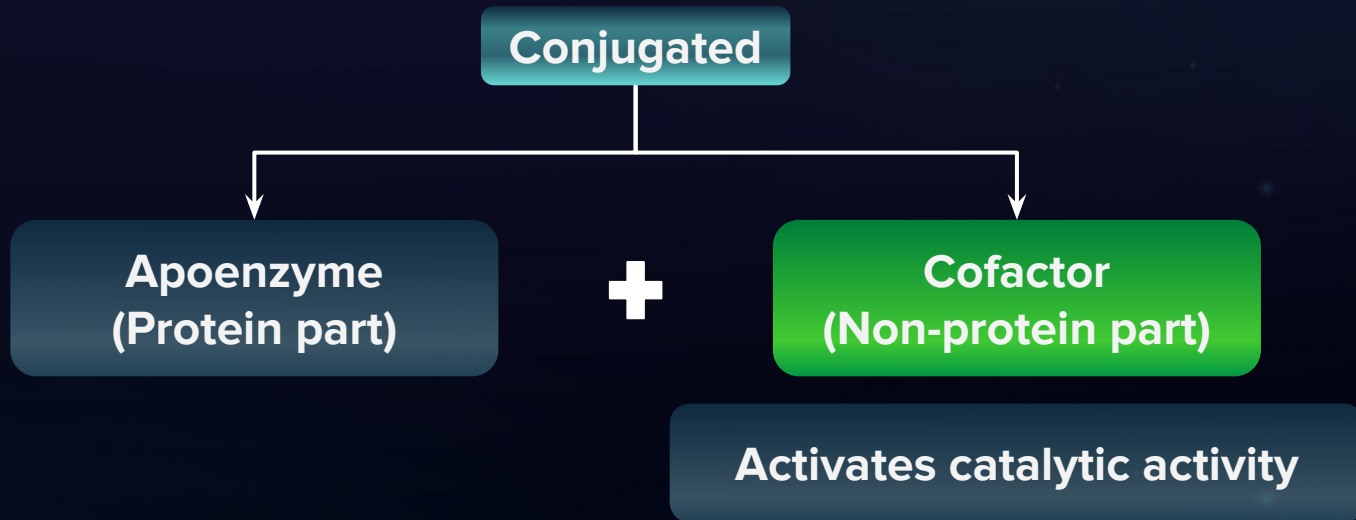 Conjugated
Apoenzyme
(Protein part)
Cofactor
(Non-protein part)
Activates catalytic activity